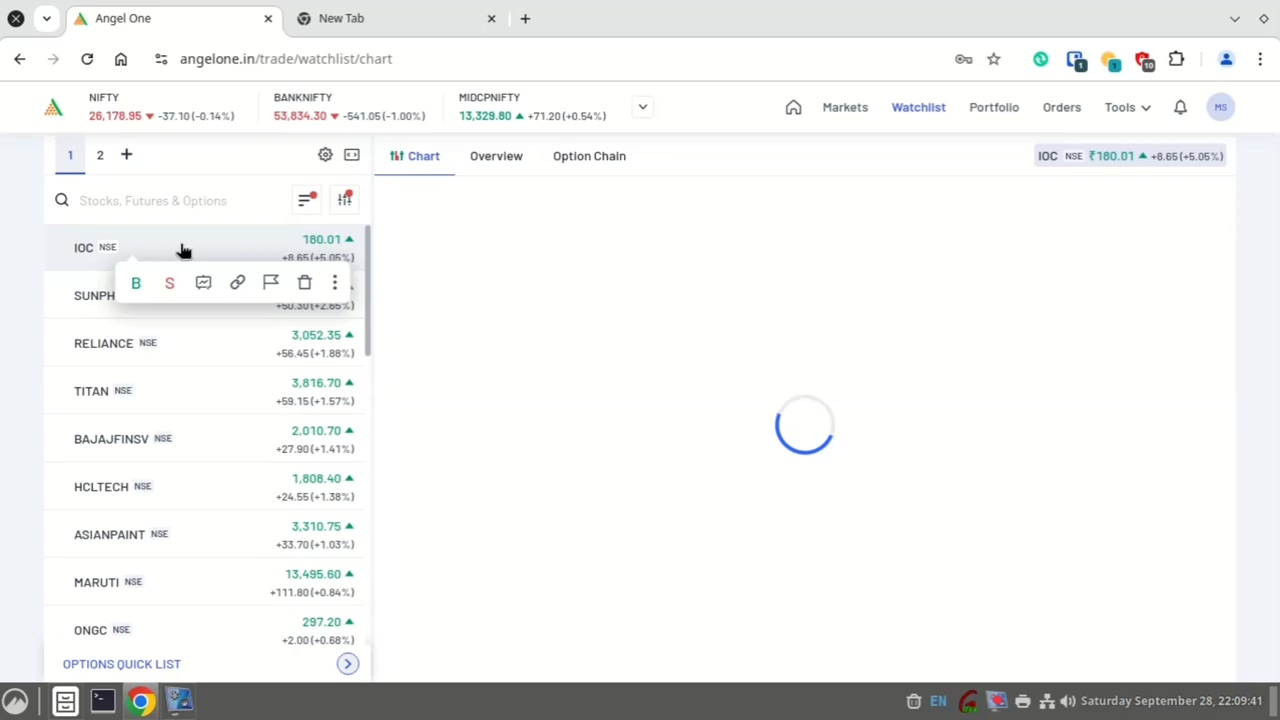 Angel One
New Tab
angelone.in/trade/watchlist/chart
1
1
10
NIFTY
26,178.95 -37.10 (-0.14%)
BANKNIFTY
53,834.30 -541.05 (-1.00%)
MIDCPNIFTY
13,329.80 +71.20 (+0.54%)
Markets
Watchlist
Portfolio
Orders
Tools
MS
1
2
Chart
Overview
Option Chain
IOC NSE ₹180.01 +8.65 (+5.05%)
Stocks, Futures & Options
IOC NSE
180.01
+8.65 (+5.05%)
B
S
SUNPH
+50.30 (+2.65%)
RELIANCE NSE
3,052.35
+56.45 (+1.88%)
TITAN NSE
3,816.70
+59.15 (+1.57%)
BAJAJFINSV NSE
2,010.70
+27.90 (+1.41%)
HCLTECH NSE
1,808.40
+24.55 (+1.38%)
ASIANPAINT NSE
3,310.75
+33.70 (+1.03%)
MARUTI NSE
13,495.60
+111.80 (+0.84%)
ONGC NSE
297.20
+2.00 (+0.68%)
OPTIONS QUICK LIST
EN
Saturday September 28, 22:09:41